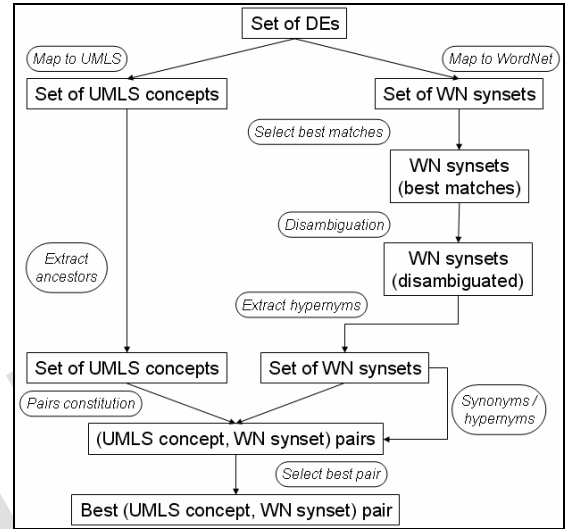 Set of DEs
Map to UMLS
Map to WordNet
Set of UMLS concepts
Set of WN synsets
Select best matches
WN synsets
(best matches)
Disambiguation
WN synsets
(disambiguated)
Extract
ancestors
Extract hypernyms
Set of UMLS concepts
Set of WN synsets
Pairs constitution
Synonyms /
hypernyms
(UMLS concept, WN synset) pairs
Select best pair
Best (UMLS concept, WN synset) pair